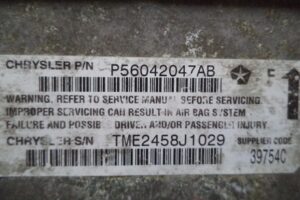 CHRYSLER P/N P56042047AB
E
WARNING, REFER TO SERVICE MANUAL BEFORE SERVICING.
IMPROPER SERVICING CAN RESULT IN AIR BAG SYSTEM
FAILURE AND POSSIBLE DRIVER AND/OR PASSENGER INJURY.
CHRYSLER S/N TME2458J1029
SUPPLIER CODE
39754C